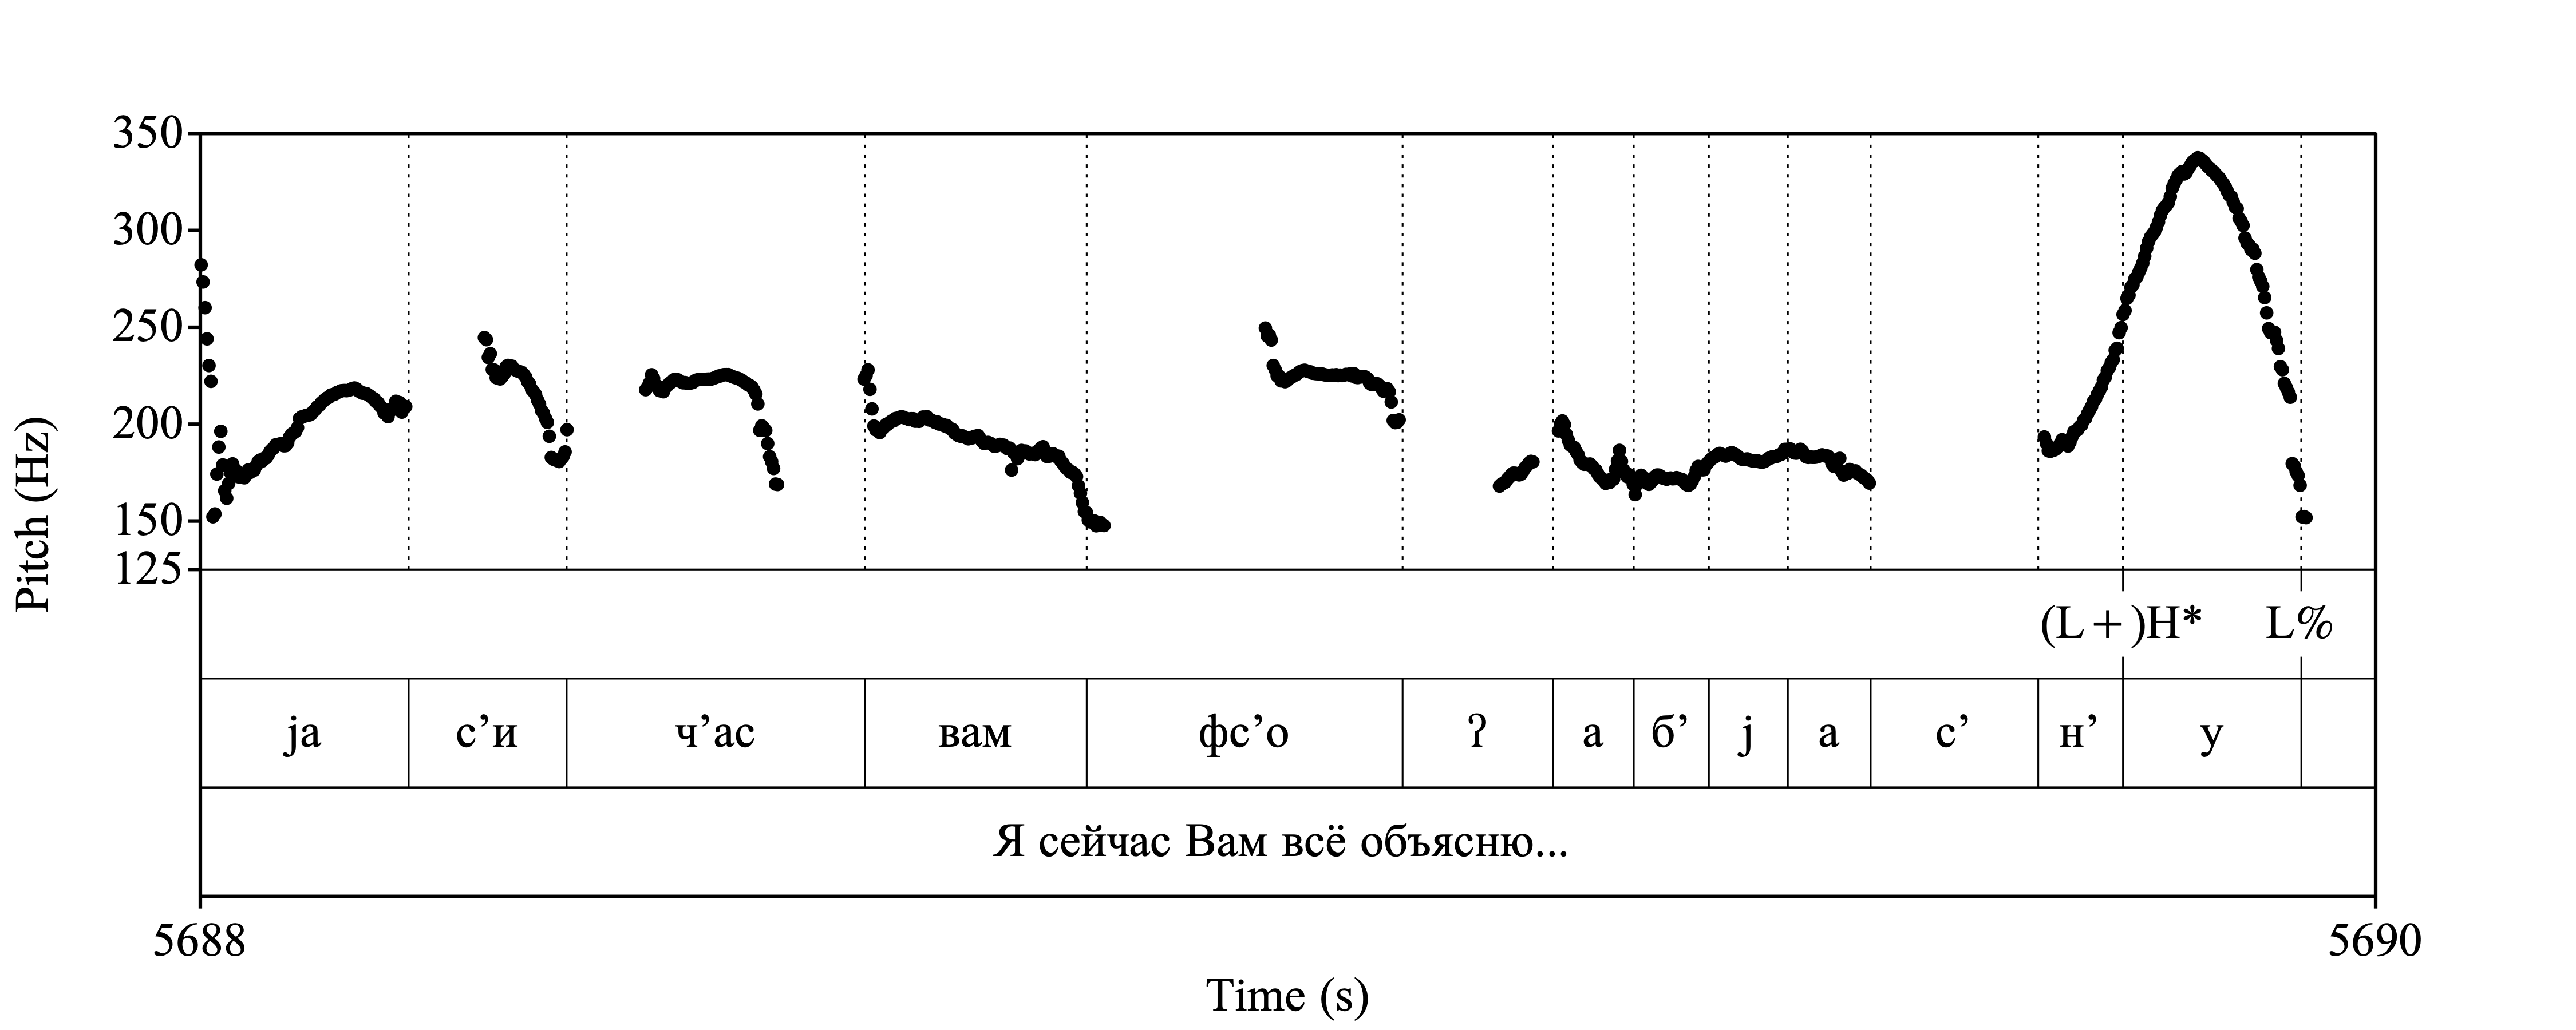 350
300
250
200
150
125
Pitch (Hz)
(L+)H* L%
ja с’и ч’ас вам фс’о ʔ а б’ j а с’ н’ у
Я сейчас Вам всё объясню...
5688 5690
Time (s)